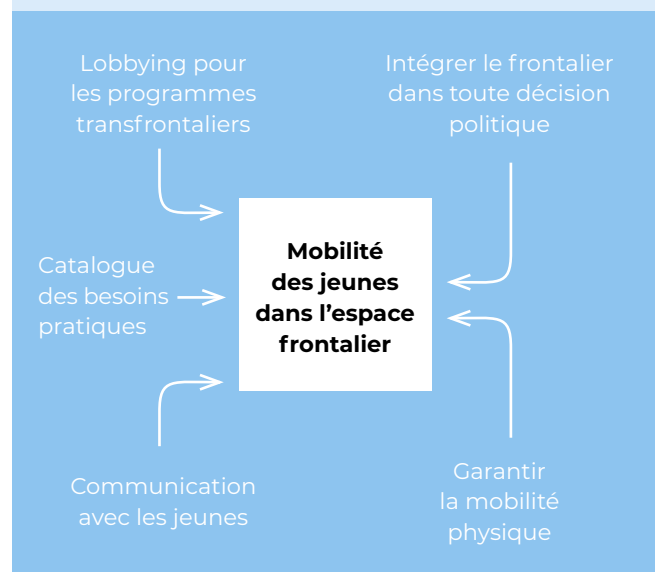 Lobbying pour
les programmes
transfrontaliers
Intégrer le frontalier
dans toute décision
politique
Catalogue
des besoins
pratiques
Mobilité
des jeunes
dans l’espace
frontalier
Communication
avec les jeunes
Garantir
la mobilité
physique